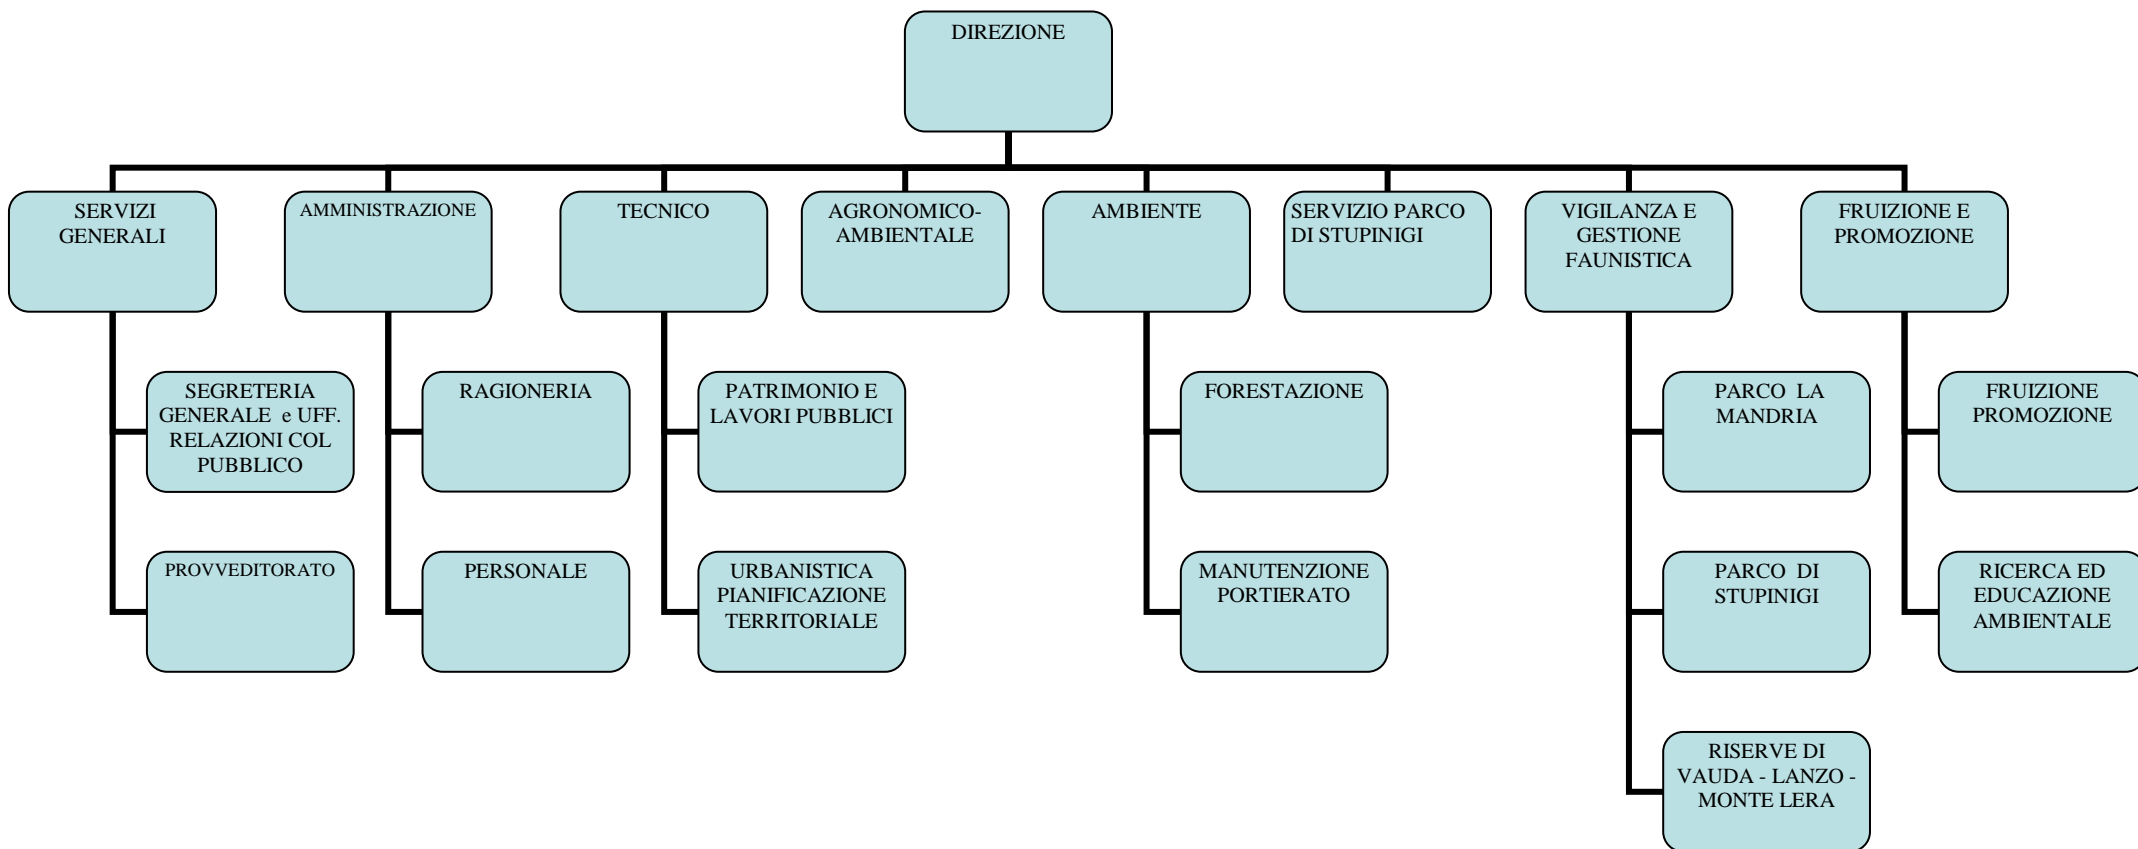 DIREZIONE
SERVIZI
GENERALI
AMMINISTRAZIONE
TECNICO
AGRONOMICO-
AMBIENTALE
AMBIENTE
SERVIZIO PARCO
DI STUPINIGI
VIGILANZA E
GESTIONE
FAUNISTICA
FRUIZIONE E
PROMOZIONE
SEGRETERIA
GENERALE e UFF.
RELAZIONI COL
PUBBLICO
RAGIONERIA
PATRIMONIO E
LAVORI PUBBLICI
FORESTAZIONE
PARCO LA
MANDRIA
FRUIZIONE
PROMOZIONE
PROVVEDITORATO
PERSONALE
URBANISTICA
PIANIFICAZIONE
TERRITORIALE
MANUTENZIONE
PORTIERATO
PARCO DI
STUPINIGI
RICERCA ED
EDUCAZIONE
AMBIENTALE
RISERVE DI
VAUDA - LANZO -
MONTE LERA